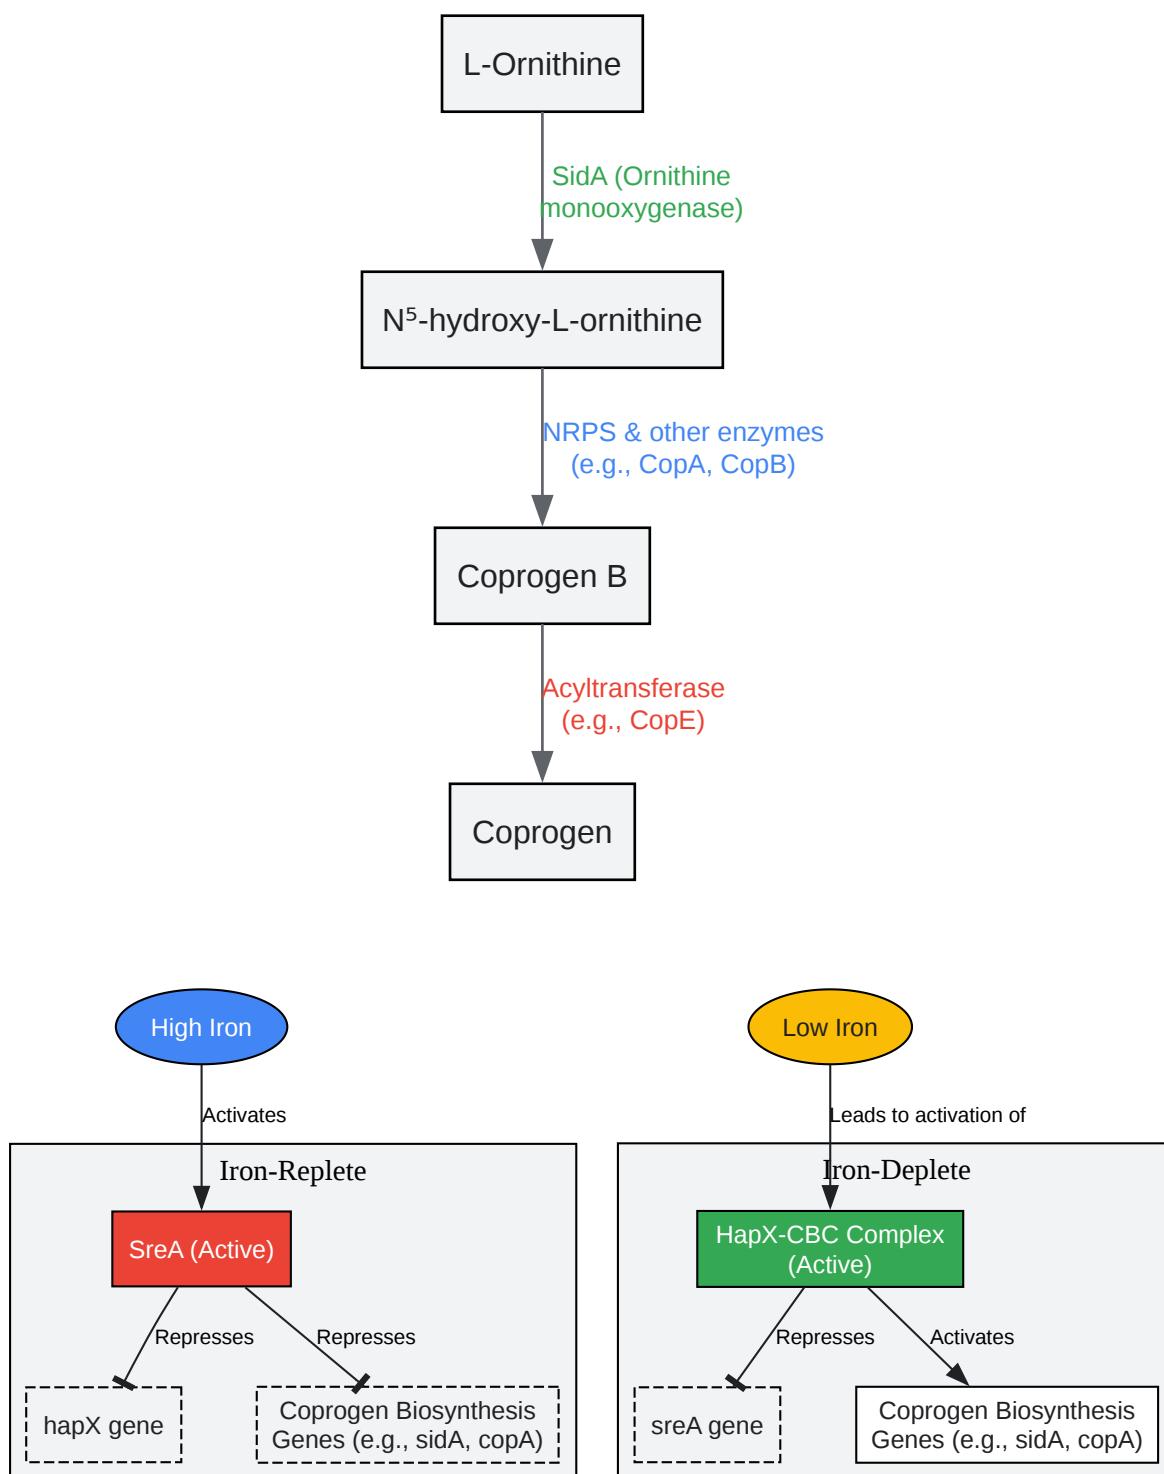 L-Ornithine
SidA (Ornithine
monooxygenase)
N⁵-hydroxy-L-ornithine
NRPS & other enzymes
(e.g., CopA, CopB)
Coprogen B
Acyltransferase
(e.g., CopE)
Coprogen
High Iron
Activates
Iron-Replete
SreA (Active)
Represses
Represses
hapX gene
Coprogen Biosynthesis
Genes (e.g., sidA, copA)
Low Iron
Leads to activation of
Iron-Deplete
HapX-CBC Complex
(Active)
Represses
Activates
sreA gene
Coprogen Biosynthesis
Genes (e.g., sidA, copA)